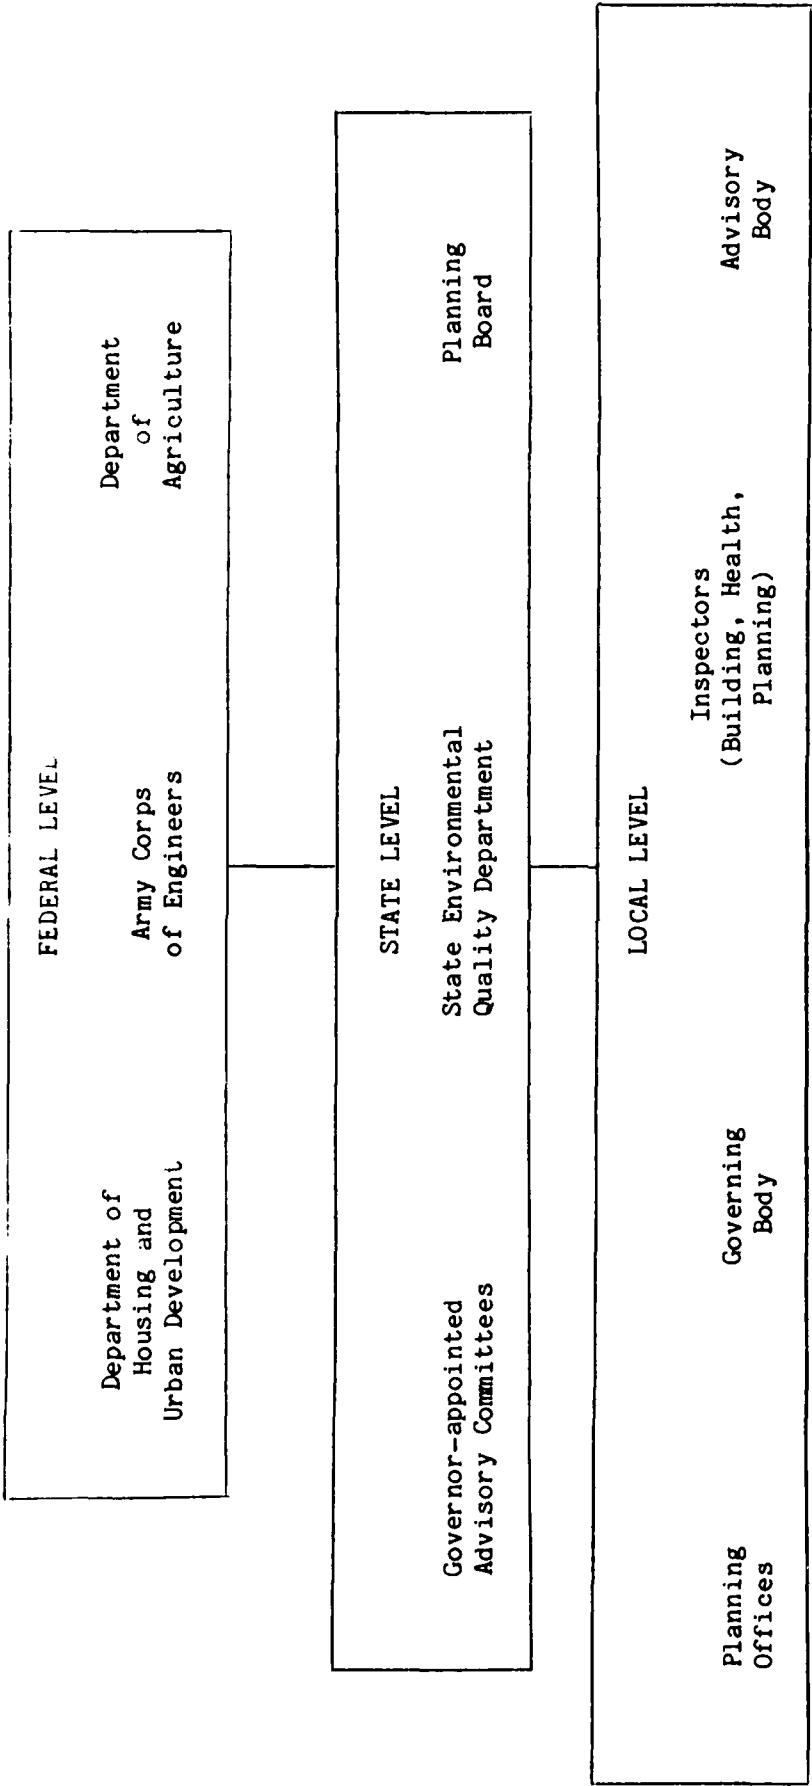 FEDERAL LEVEL
Department of
Housing and
Urban Development
Army Corps
of Engineers
Department
of
Agriculture
STATE LEVEL
Governor-appointed
Advisory Committees
State Environmental
Quality Department
Planning
Board
LOCAL LEVEL
Planning
Offices
Governing
Body
Inspectors
(Building, Health,
Planning)
Advisory
Body